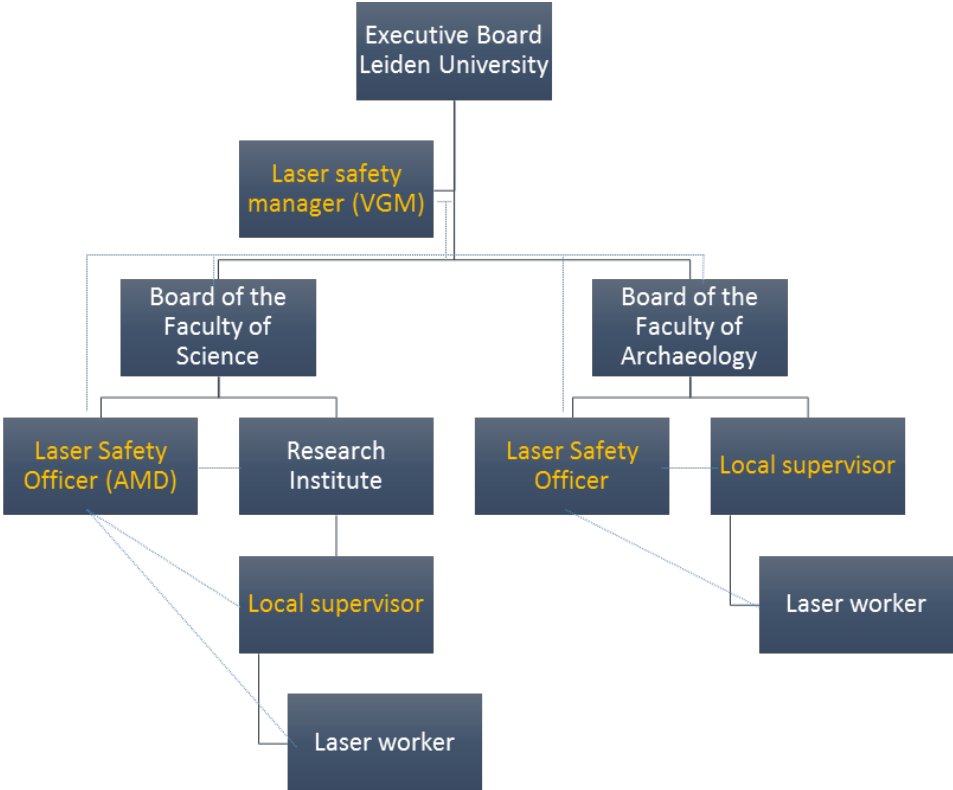 Executive Board
Leiden University
Laser safety
manager (VGM)
Board of the
Faculty of
Science
Board of the
Faculty of
Archaeology
Laser Safety
Officer (AMD)
Research
Institute
Laser Safety
Officer
Local supervisor
Local supervisor
Laser worker
Laser worker